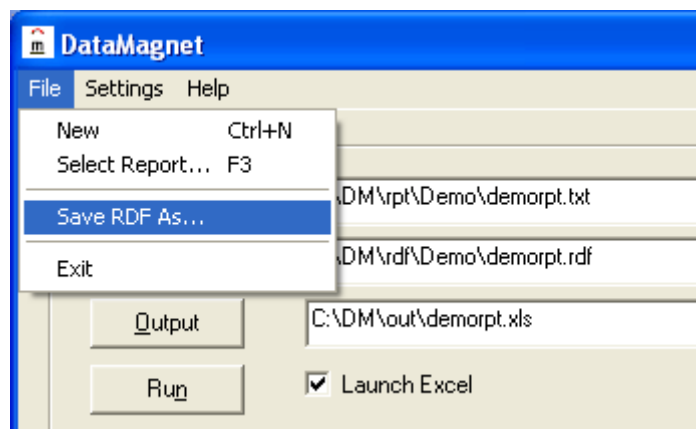 DataMagnet
File Settings Help
New Ctrl+N
Select Report... F3
\DM\rpt\Demo\demorpt.txt
Save RDF As...
\DM\rdf\Demo\demorpt.rdf
Exit
Output C:\DM\out\demorpt.xls
Run Launch Excel